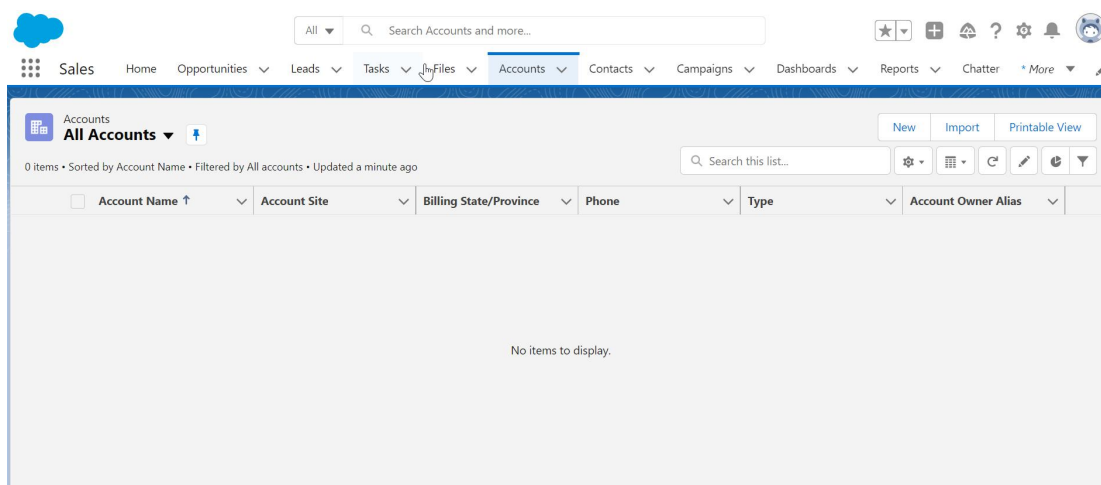 All Search Accounts and more...
Sales Home Opportunities Leads Tasks Files Accounts Contacts Campaigns Dashboards Reports Chatter * More
Accounts
All Accounts
New Import Printable View
0 items • Sorted by Account Name • Filtered by All accounts • Updated a minute ago
Search this list...
Account Name Account Site Billing State/Province Phone Type Account Owner Alias
No items to display.